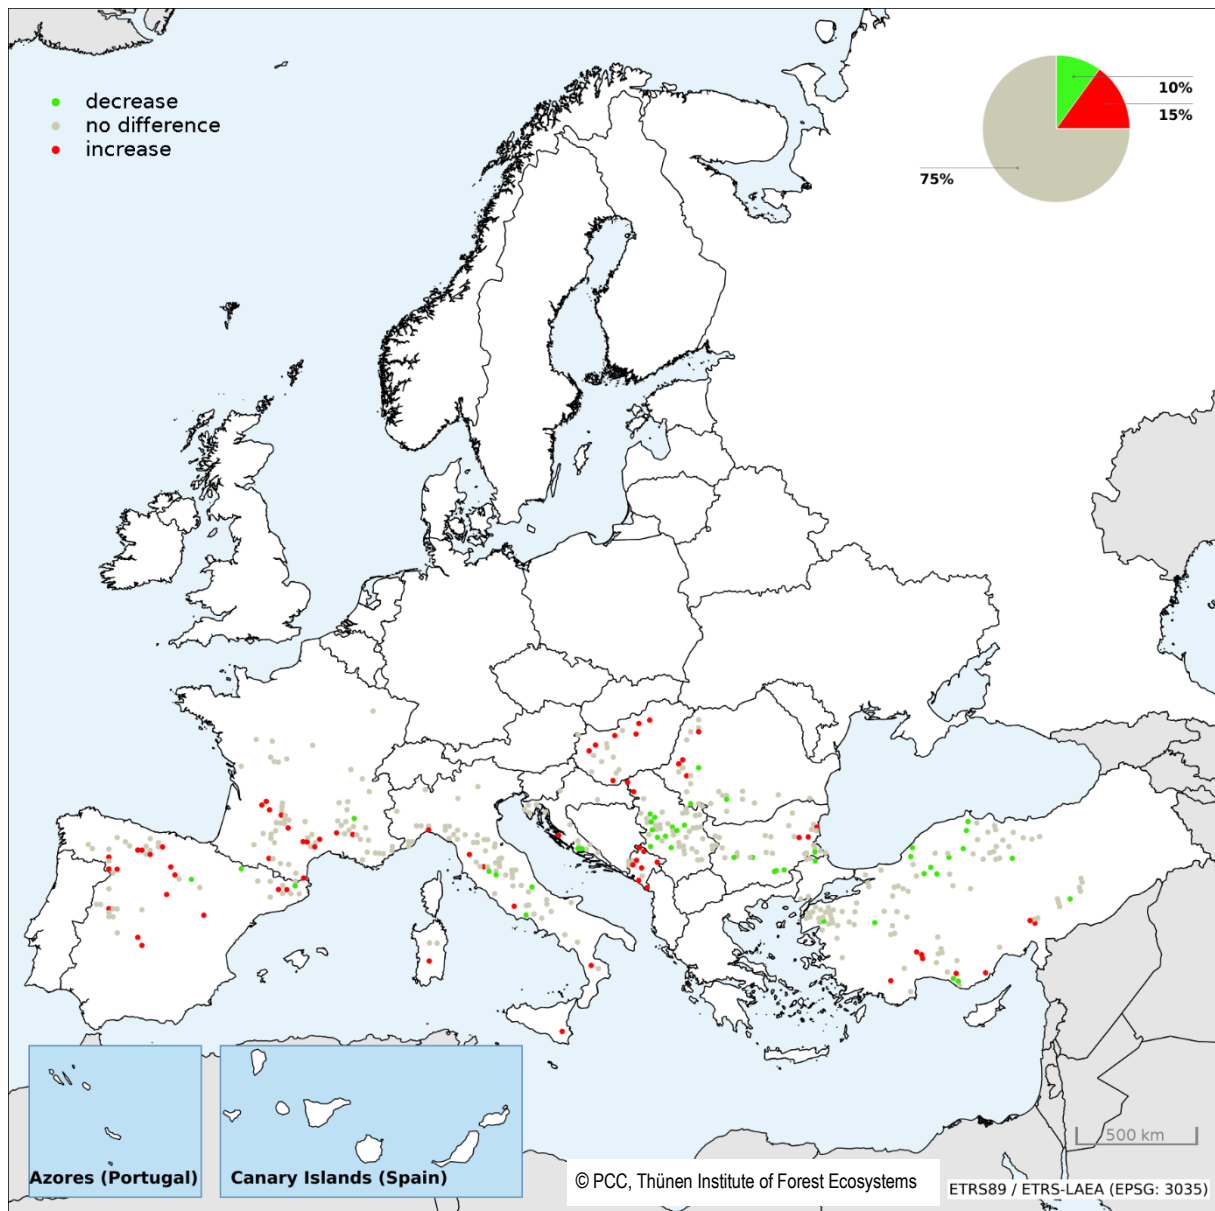 decrease
no difference
increase
10%
15%
75%
500 km
Azores (Portugal)
Canary Islands (Spain)
© PCC, Thünen Institute of Forest Ecosystems
ETRS89 / ETRS-LAEA (EPSG: 3035)